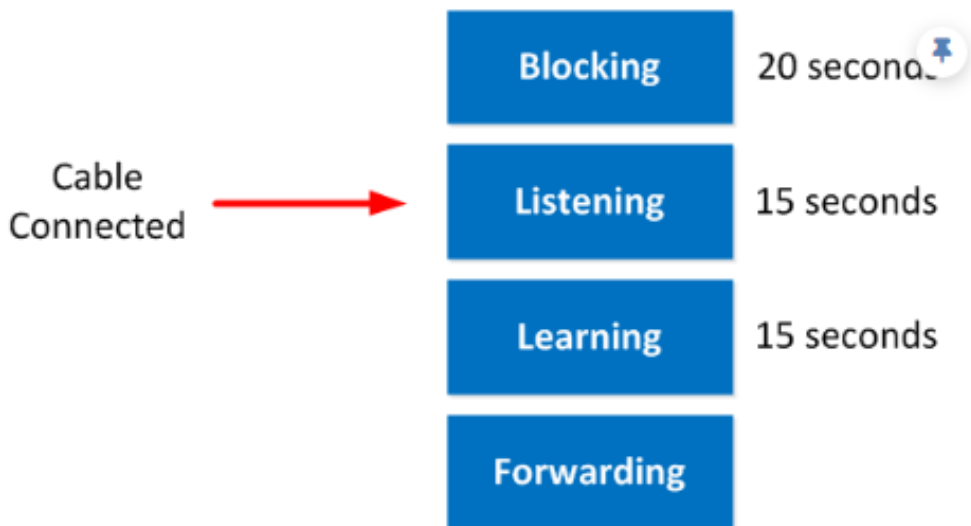 Blocking
20 seconds
Cable
Connected
Listening
15 seconds
Learning
15 seconds
Forwarding